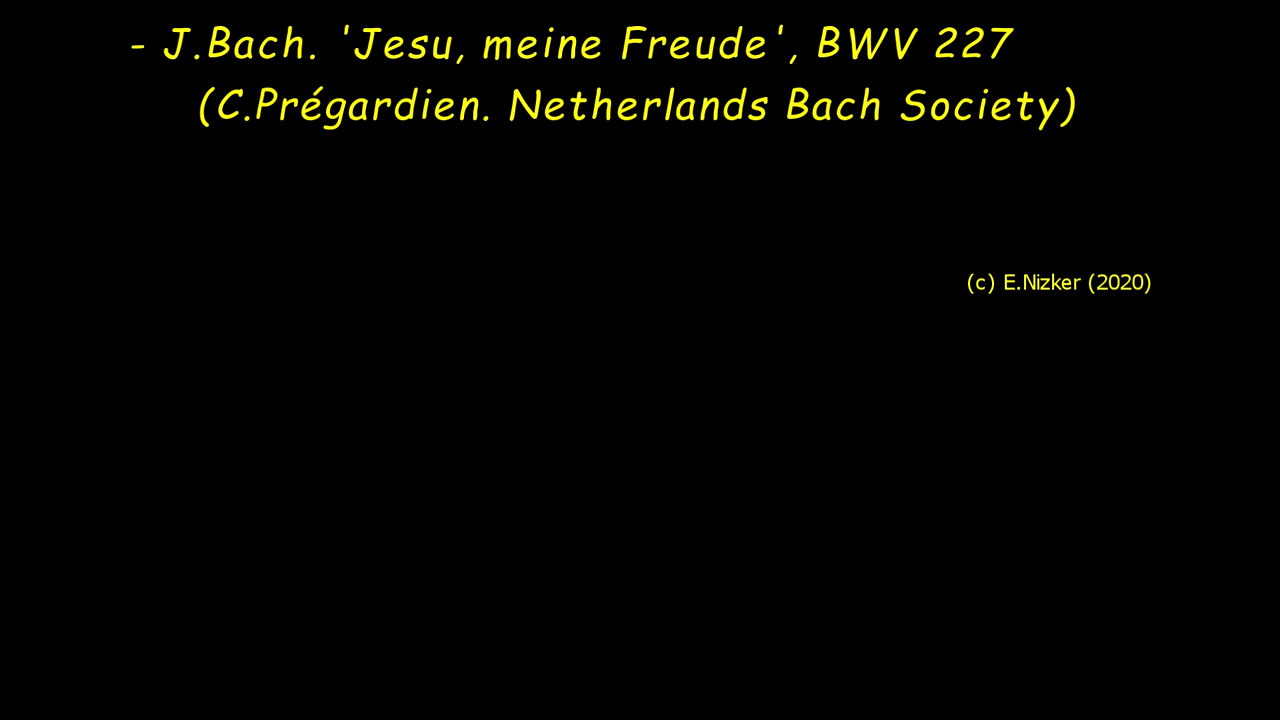 - J.Bach. 'Jesu, meine Freude', BWV 227
(C.Prégardien. Netherlands Bach Society)
(c) E.Nizker (2020)